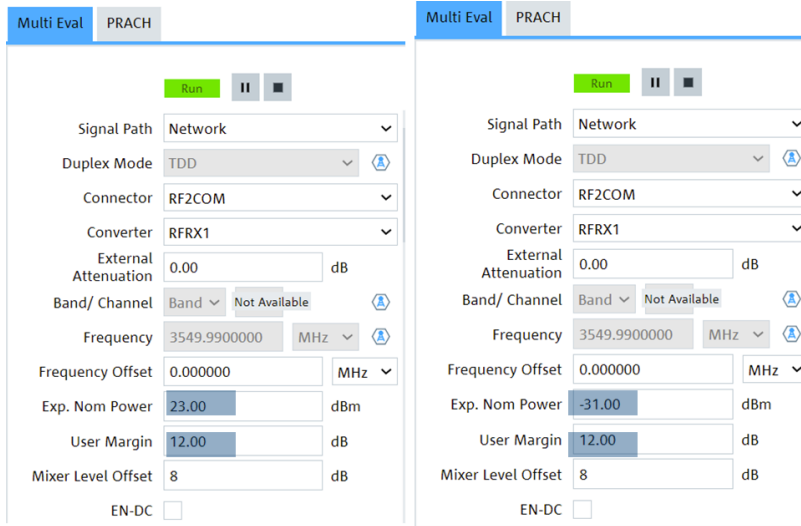 Multi Eval PRACH
Run
Signal Path Network
Duplex Mode TDD
Connector RF2COM
Converter RFRX1
External
Attenuation 0.00 dB
Band/ Channel Band Not Available
Frequency 3549.9900000 MHz
Frequency Offset 0.000000 MHz
Exp. Nom Power 23.00 dBm
User Margin 12.00 dB
Mixer Level Offset 8 dB
EN-DC
Multi Eval PRACH
Run
Signal Path Network
Duplex Mode TDD
Connector RF2COM
Converter RFRX1
External
Attenuation 0.00 dB
Band/ Channel Band Not Available
Frequency 3549.9900000 MHz
Frequency Offset 0.000000 MHz
Exp. Nom Power -31.00 dBm
User Margin 12.00 dB
Mixer Level Offset 8 dB
EN-DC